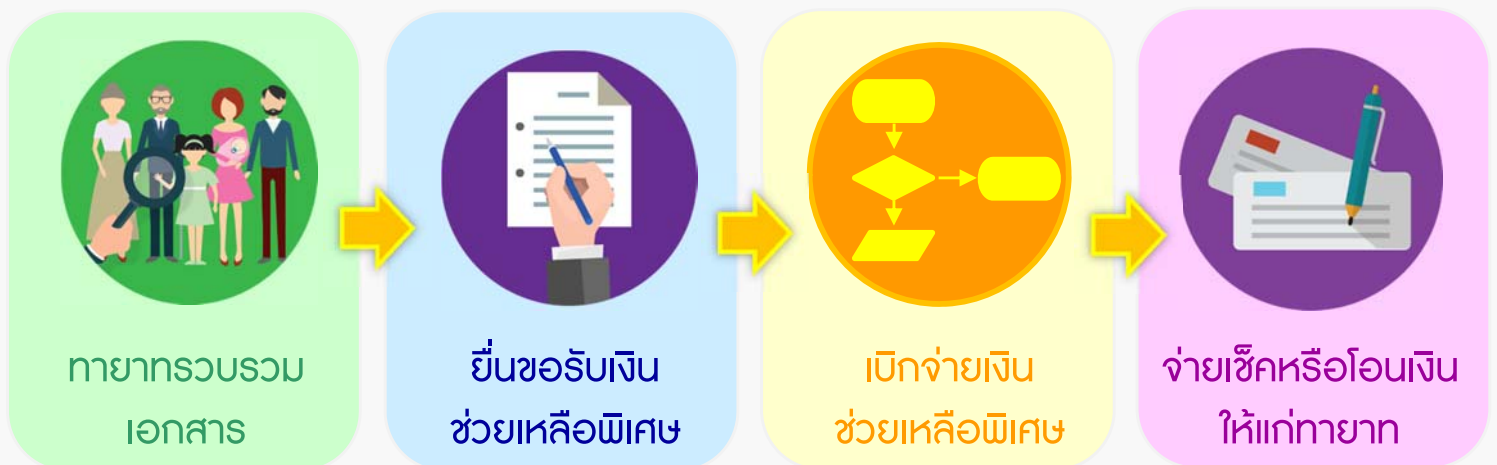 ทายาทรวบรวม
เอกสาร
ยื่นขอรับเงิน
ช่วยเหลือพิเศษ
เบิกจ่ายเงิน
ช่วยเหลือพิเศษ
จ่ายเช็คหรือโอนเงิน
ให้แก่ทายาท